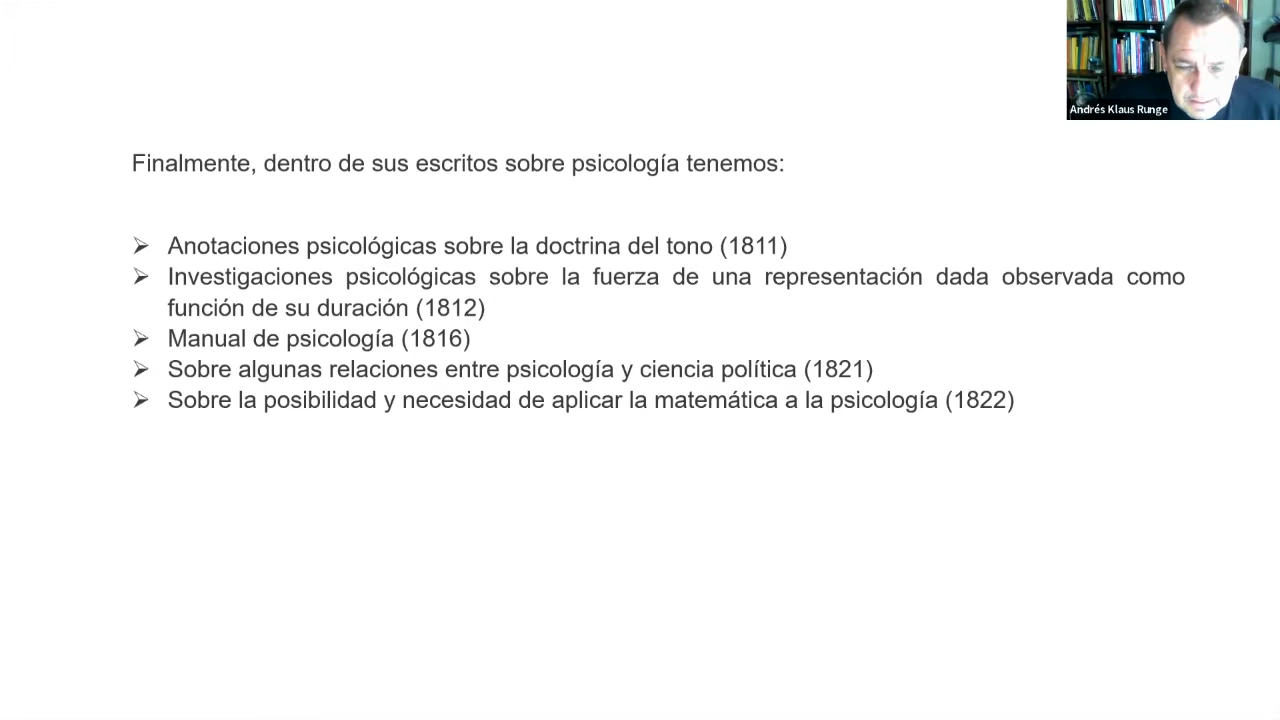 Andrés Klaus Runge
Finalmente, dentro de sus escritos sobre psicología tenemos:
➢ Anotaciones psicológicas sobre la doctrina del tono (1811)
➢ Investigaciones psicológicas sobre la fuerza de una representación dada observada como
función de su duración (1812)
➢ Manual de psicología (1816)
➢ Sobre algunas relaciones entre psicología y ciencia política (1821)
➢ Sobre la posibilidad y necesidad de aplicar la matemática a la psicología (1822)